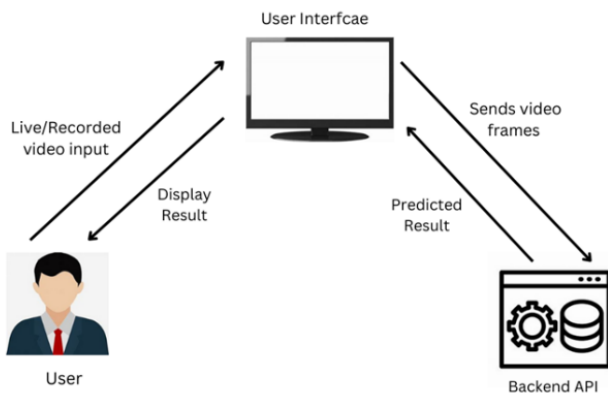 User Interfcae
Live/Recorded
video input
Sends video
frames
Display
Result
Predicted
Result
User
Backend API